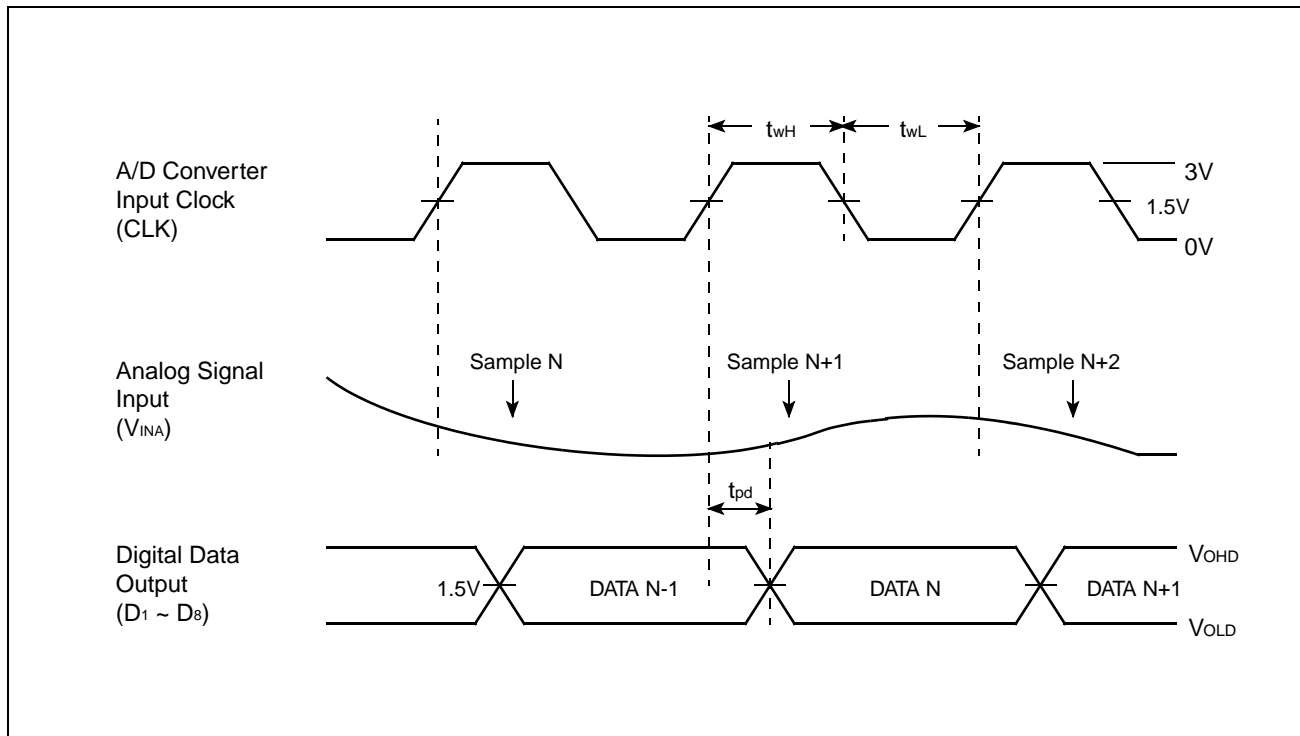 twH
twL
A/D Converter
Input Clock
(CLK)
3V
1.5V
0V
Analog Signal
Input
(VINA)
Sample N
Sample N+1
Sample N+2
tpd
Digital Data
Output
(D1 ~ D8)
1.5V
DATA N-1
DATA N
DATA N+1
VOHD
VOLD